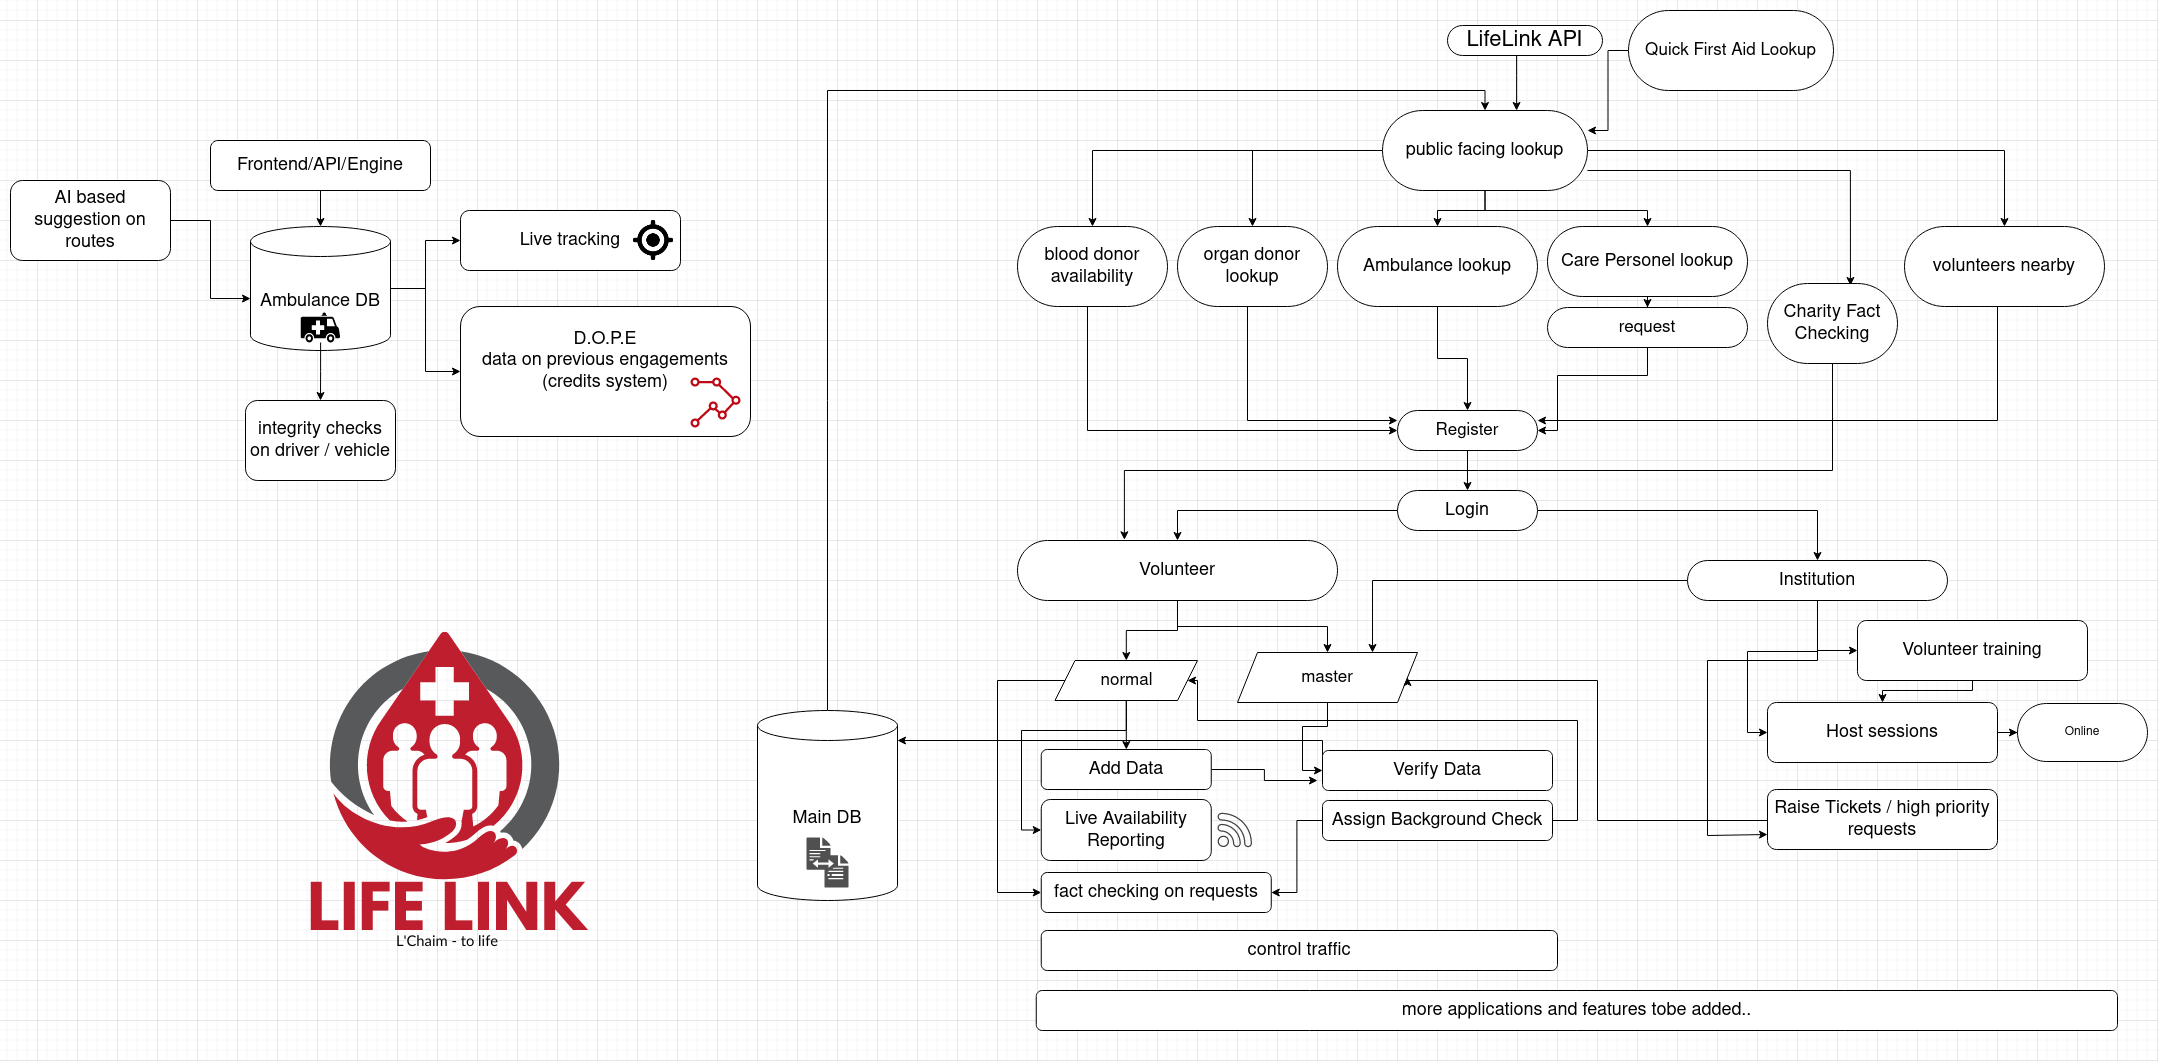 LifeLink API
Quick First Aid Lookup
public facing lookup
Frontend/API/Engine
AI based
suggestion on
routes
Live tracking
Ambulance DB
D.O.P.E
data on previous engagements
(credits system)
integrity checks
on driver / vehicle
blood donor
availability
organ donor
lookup
Ambulance lookup
Care Personel lookup
request
Charity Fact
Checking
volunteers nearby
Register
Login
Volunteer
Institution
normal
master
Volunteer training
Host sessions
Online
Add Data
Verify Data
Live Availability
Reporting
Assign Background Check
Raise Tickets / high priority
requests
Main DB
fact checking on requests
control traffic
more applications and features tobe added..
LIFE LINK
L'Chaim - to life